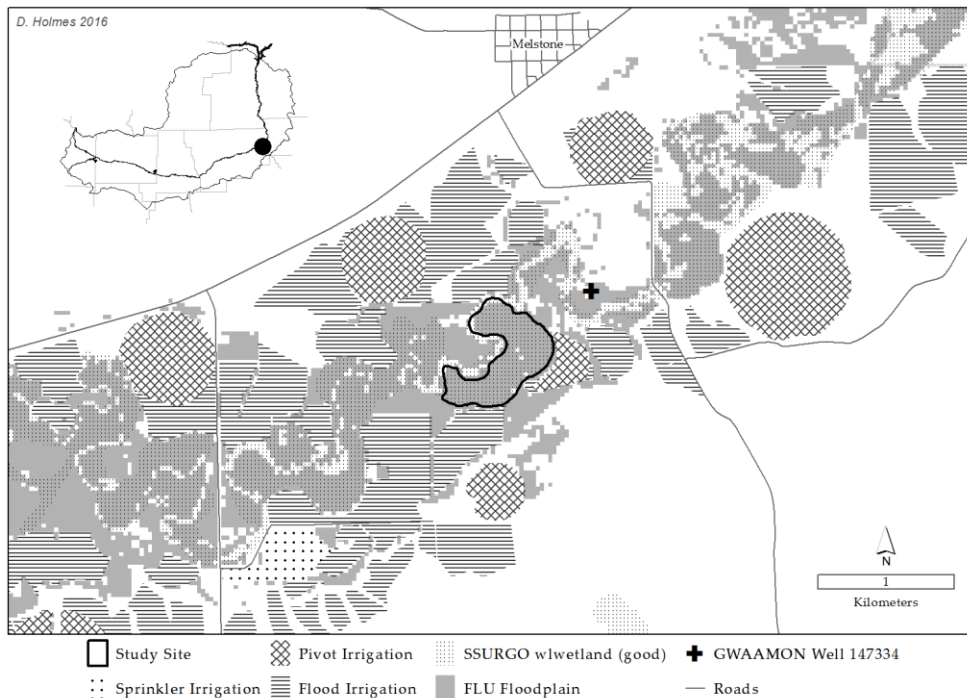 D. Holmes 2016
Melstone
N
1
Kilometers
Study Site Pivot Irrigation SSURGO wlwetland (good) GWAAMON Well 147334
Sprinkler Irrigation Flood Irrigation FLU Floodplain Roads